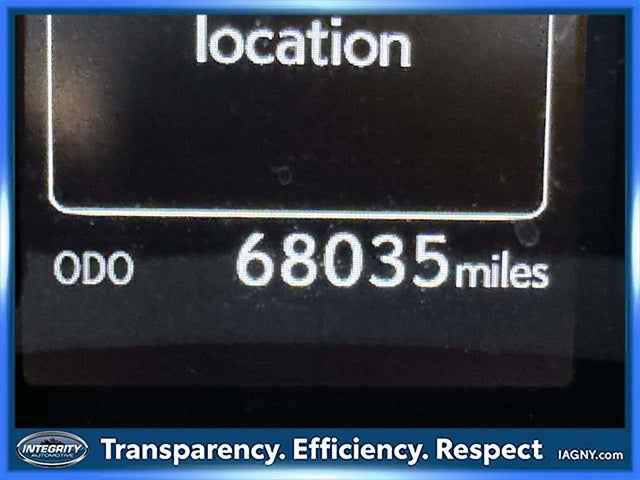 location
ODO 68035 miles
INTEGRITY
AUTOMOTIVE
Transparency. Efficiency. Respect
IAGNY.com